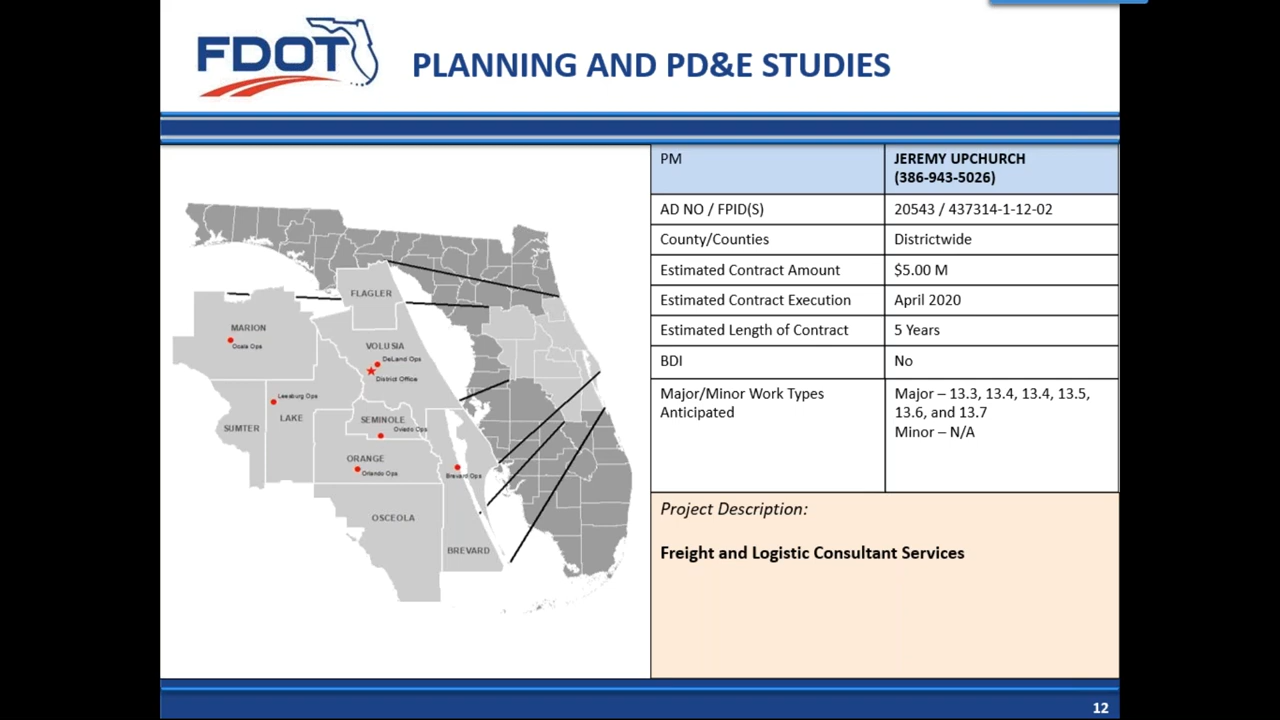 FDOT
PLANNING AND PD&E STUDIES
FLAGLER
MARION
Ocala Ops
VOLUSIA
DeLand Ops
District Office
Leesburg Ops
LAKE
SUMTER
SEMINOLE
Oviedo Ops
ORANGE
Orlando Ops
Brevard Ops
OSCEOLA
BREVARD
PM
JEREMY UPCHURCH
(386-943-5026)
AD NO / FPID(S)
20543 / 437314-1-12-02
County/Counties
Districtwide
Estimated Contract Amount
$5.00 M
Estimated Contract Execution
April 2020
Estimated Length of Contract
5 Years
BDI
No
Major/Minor Work Types
Anticipated
Major – 13.3, 13.4, 13.4, 13.5,
13.6, and 13.7
Minor – N/A
Project Description:
Freight and Logistic Consultant Services
12